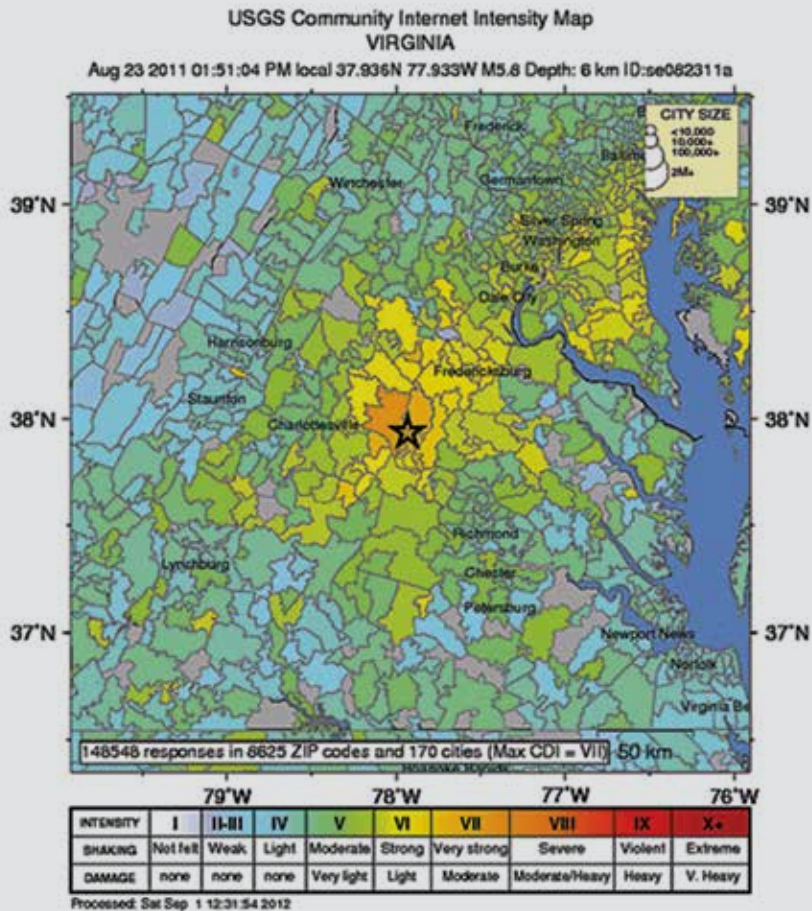 USGS Community Internet Intensity Map
VIRGINIA
Aug 23 2011 01:51:04 PM local 37.936N 77.933W M5.8 Depth: 6 km ID:se082311a
CITY SIZE
<10,000
10,000+
100,000+
2M+
Frederick
Winchester
Germantown
39°N
39°N
Silver Spring
Washington
Burke
Dale City
Harrisonburg
Fredericksburg
Staunton
38°N
38°N
Charlottesville
Richmond
Lynchburg
Chester
Petersburg
37°N
37°N
Newport News
Norfolk
Virginia Be
148548 responses in 8625 ZIP codes and 170 cities (Max CDI = VII) 50 km
79°W 78°W 77°W 76°W
INTENSITY I II-III IV V VI VII VIII IX X+
SHAKING Not felt Weak Light Moderate Strong Very strong Severe Violent Extreme
DAMAGE none none none Very light Light Moderate Moderate/Heavy Heavy V. Heavy
Processed: Sat Sep 1 12:31:54 2012